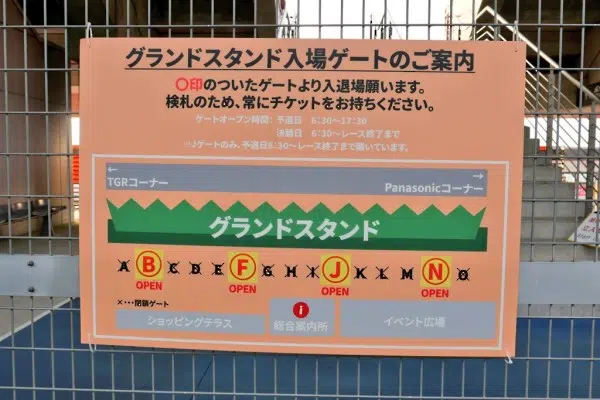 グランドスタンド入場ゲートのご案内
〇印のついたゲートより入退場願います。
検札のため、常にチケットをお持ちください。
ゲートオープン時間: 予選日 6:30~17:30
決勝日 6:30~レース終了まで
※Jゲートのみ、予選日6:30~レース終了まで開いています。
← →
TGRコーナー Panasonicコーナー
グランドスタンド
A B C D E F G H I J K L M N O
OPEN OPEN OPEN OPEN
×・・・閉鎖ゲート
ショッピングテラス i 総合案内所 イベント広場